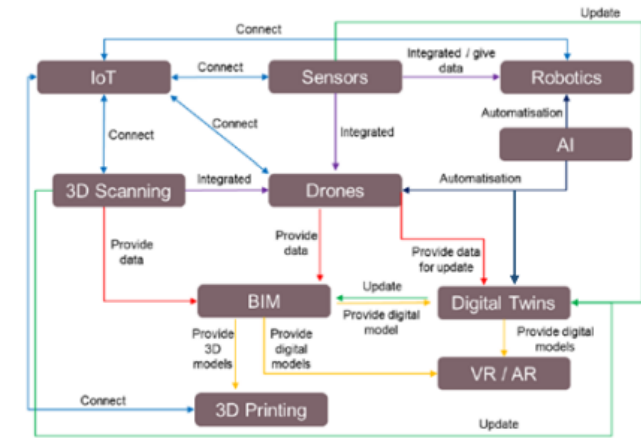 Update
Connect
IoT
Connect
Sensors
Integrated / give
data
Robotics
Connect
Connect
Integrated
Automatisation
AI
3D Scanning
Integrated
Drones
Automatisation
Provide
data
Provide
data
Provide data
for update
BIM
Update
Provide digital
model
Digital Twins
Provide
3D
models
Provide
digital
models
Provide digital
models
VR / AR
Connect
3D Printing
Update